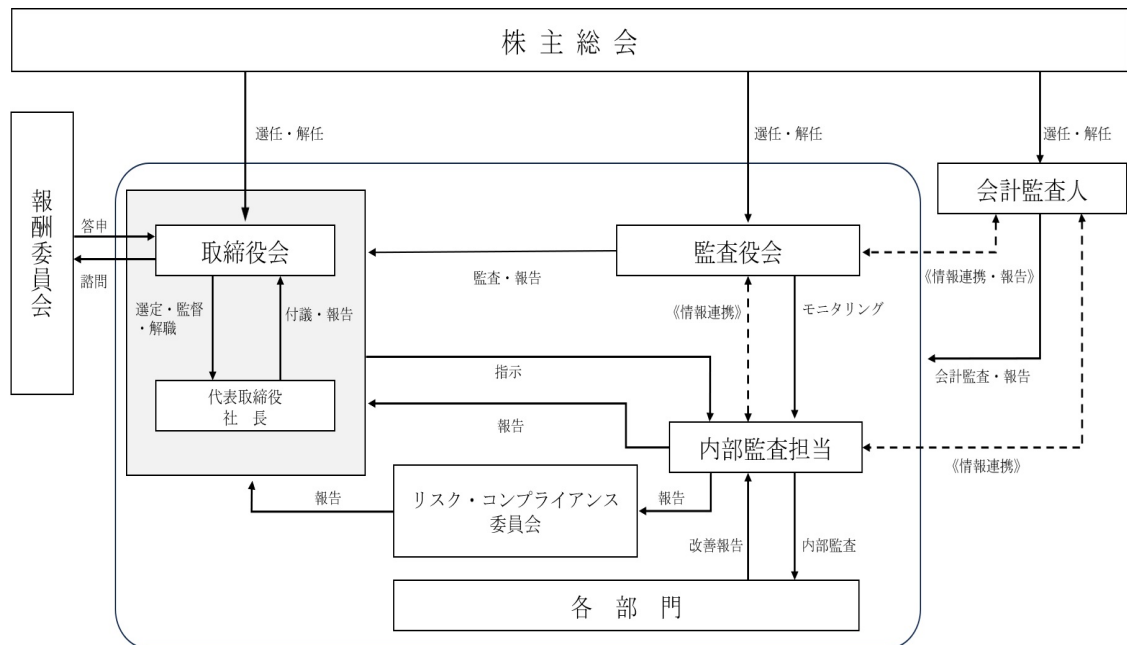 株主総会
選任・解任
選任・解任
選任・解任
報酬委員会
会計監査人
答申
諮問
取締役会
監査役会
監査・報告
《情報連携・報告》
選定・監督
・解職
付議・報告
《情報連携》
モニタリング
指示
会計監査・報告
代表取締役
社　長
報告
内部監査担当
《情報連携》
報告
リスク・コンプライアンス
委員会
報告
改善報告
内部監査
各　部　門